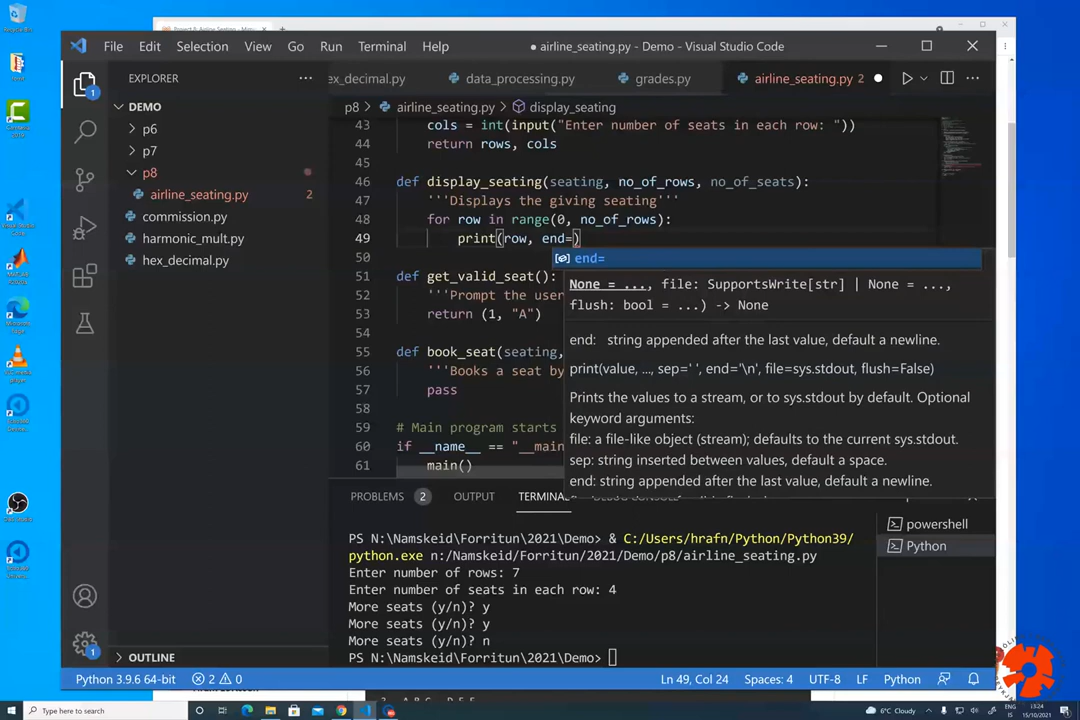 File Edit Selection View Go Run Terminal Help
● airline_seating.py - Demo - Visual Studio Code
EXPLORER
DEMO
p6
p7
p8
airline_seating.py 2
commission.py
harmonic_mult.py
hex_decimal.py
OUTLINE
1
1
hex_decimal.py data_processing.py grades.py airline_seating.py 2
p8 > airline_seating.py > display_seating
43 cols = int(input("Enter number of seats in each row: "))
44 return rows, cols
45
46 def display_seating(seating, no_of_rows, no_of_seats):
47 '''Displays the giving seating'''
48 for row in range(0, no_of_rows):
49 print(row, end=)
50
51 def get_valid_seat():
52 '''Prompt the user
53 return (1, "A")
54
55 def book_seat(seating,
56 '''Books a seat by
57 pass
58
59 # Main program starts
60 if __name__ == "__main
61 main()
end=
None = ..., file: SupportsWrite[str] | None = ...,
flush: bool = ...) -> None
end: string appended after the last value, default a newline.
print(value, ..., sep=' ', end='\n', file=sys.stdout, flush=False)
Prints the values to a stream, or to sys.stdout by default. Optional
keyword arguments:
file: a file-like object (stream); defaults to the current sys.stdout.
sep: string inserted between values, default a space.
end: string appended after the last value, default a newline.
PROBLEMS 2 OUTPUT TERMINAL
PS N:\Namskeid\Forritun\2021\Demo> & C:/Users/hrafn/Python/Python39/
python.exe n:/Namskeid/Forritun/2021/Demo/p8/airline_seating.py
Enter number of rows: 7
Enter number of seats in each row: 4
More seats (y/n)? y
More seats (y/n)? y
More seats (y/n)? n
PS N:\Namskeid\Forritun\2021\Demo>
powershell
Python
Python 3.9.6 64-bit 2 0 Ln 49, Col 24 Spaces: 4 UTF-8 LF Python
Type here to search
6°C Cloudy
IS
13:24
15/10/2021